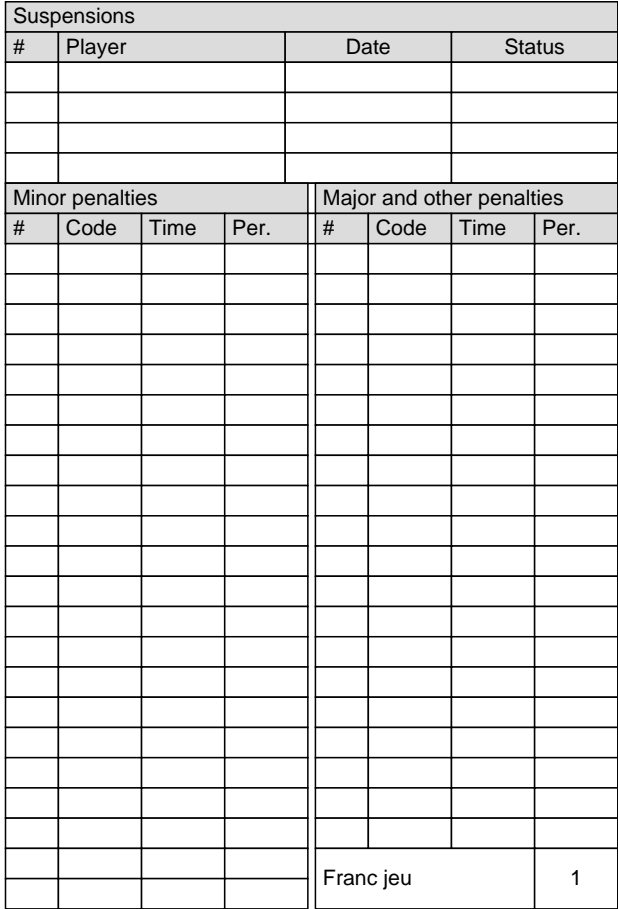 Suspensions
# Player Date Status
Minor penalties Major and other penalties
# Code Time Per. # Code Time Per.
Franc jeu 1